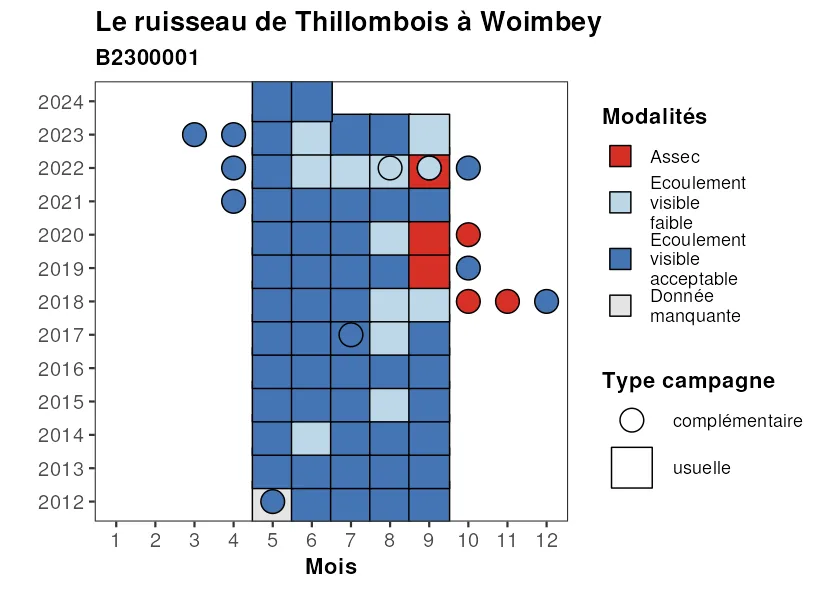 Le ruisseau de Thillombois à Woimbey
B2300001
2024
2023
2022
2021
2020
2019
2018
2017
2016
2015
2014
2013
2012
1 2 3 4 5 6 7 8 9 10 11 12
Mois
Modalités
Assec
Ecoulement
visible
faible
Ecoulement
visible
acceptable
Donnée
manquante
Type campagne
complémentaire
usuelle